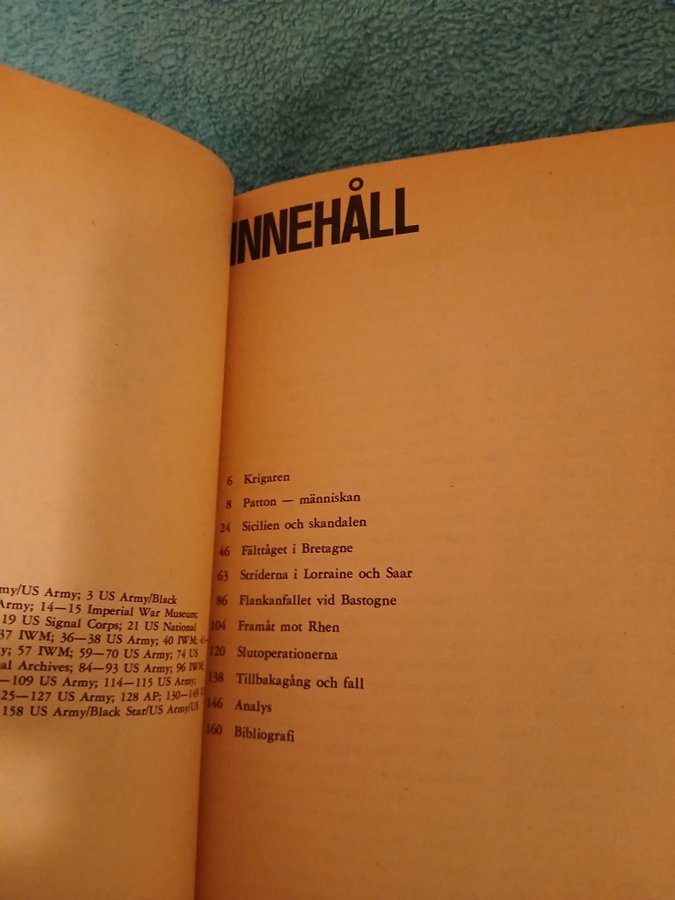 my/US Army; 3 US Army/Black
Army; 14—15 Imperial War Museum;
19 US Signal Corps; 21 US National
37 IWM; 36—38 US Army; 40 IWM;
57 IWM; 59—70 US Army; 74 US
al Archives; 84—93 US Army; 96 IWM
—109 US Army; 114—115 US Army;
25—127 US Army; 128 AP;
158 US Army/Black Star/US Army/US
INNEHÅLL
6 Krigaren
8 Patton — människan
24 Sicilien och skandalen
46 Fälttåget i Bretagne
63 Striderna i Lorraine och Saar
86 Flankanfallet vid Bastogne
104 Framåt mot Rhen
120 Slutoperationerna
138 Tillbakagång och fall
146 Analys
160 Bibliografi